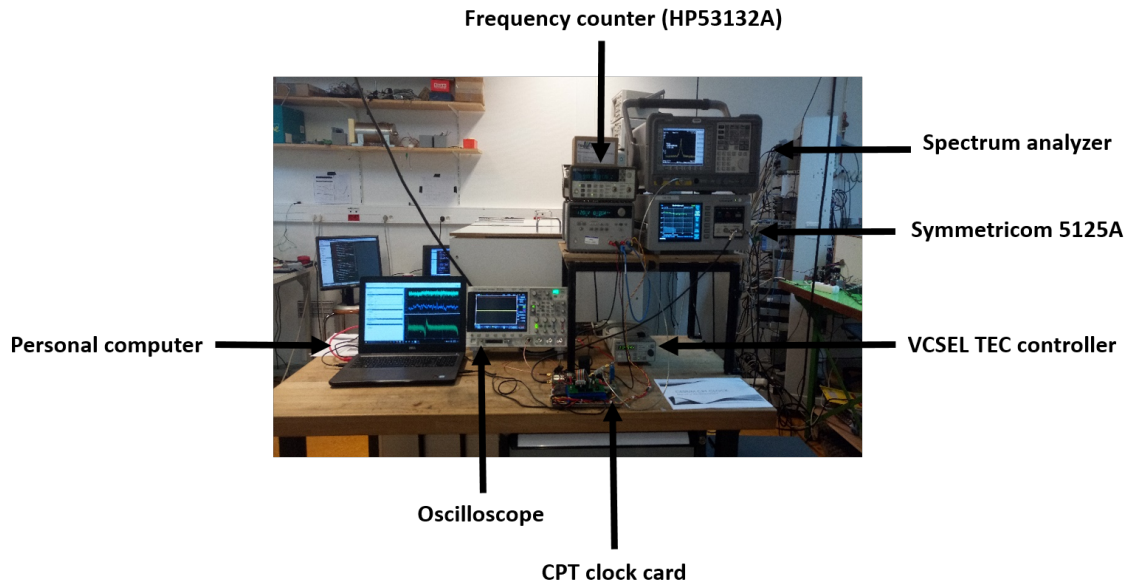 Frequency counter (HP53132A)
Spectrum analyzer
Symmetricom 5125A
Personal computer
VCSEL TEC controller
Oscilloscope
CPT clock card